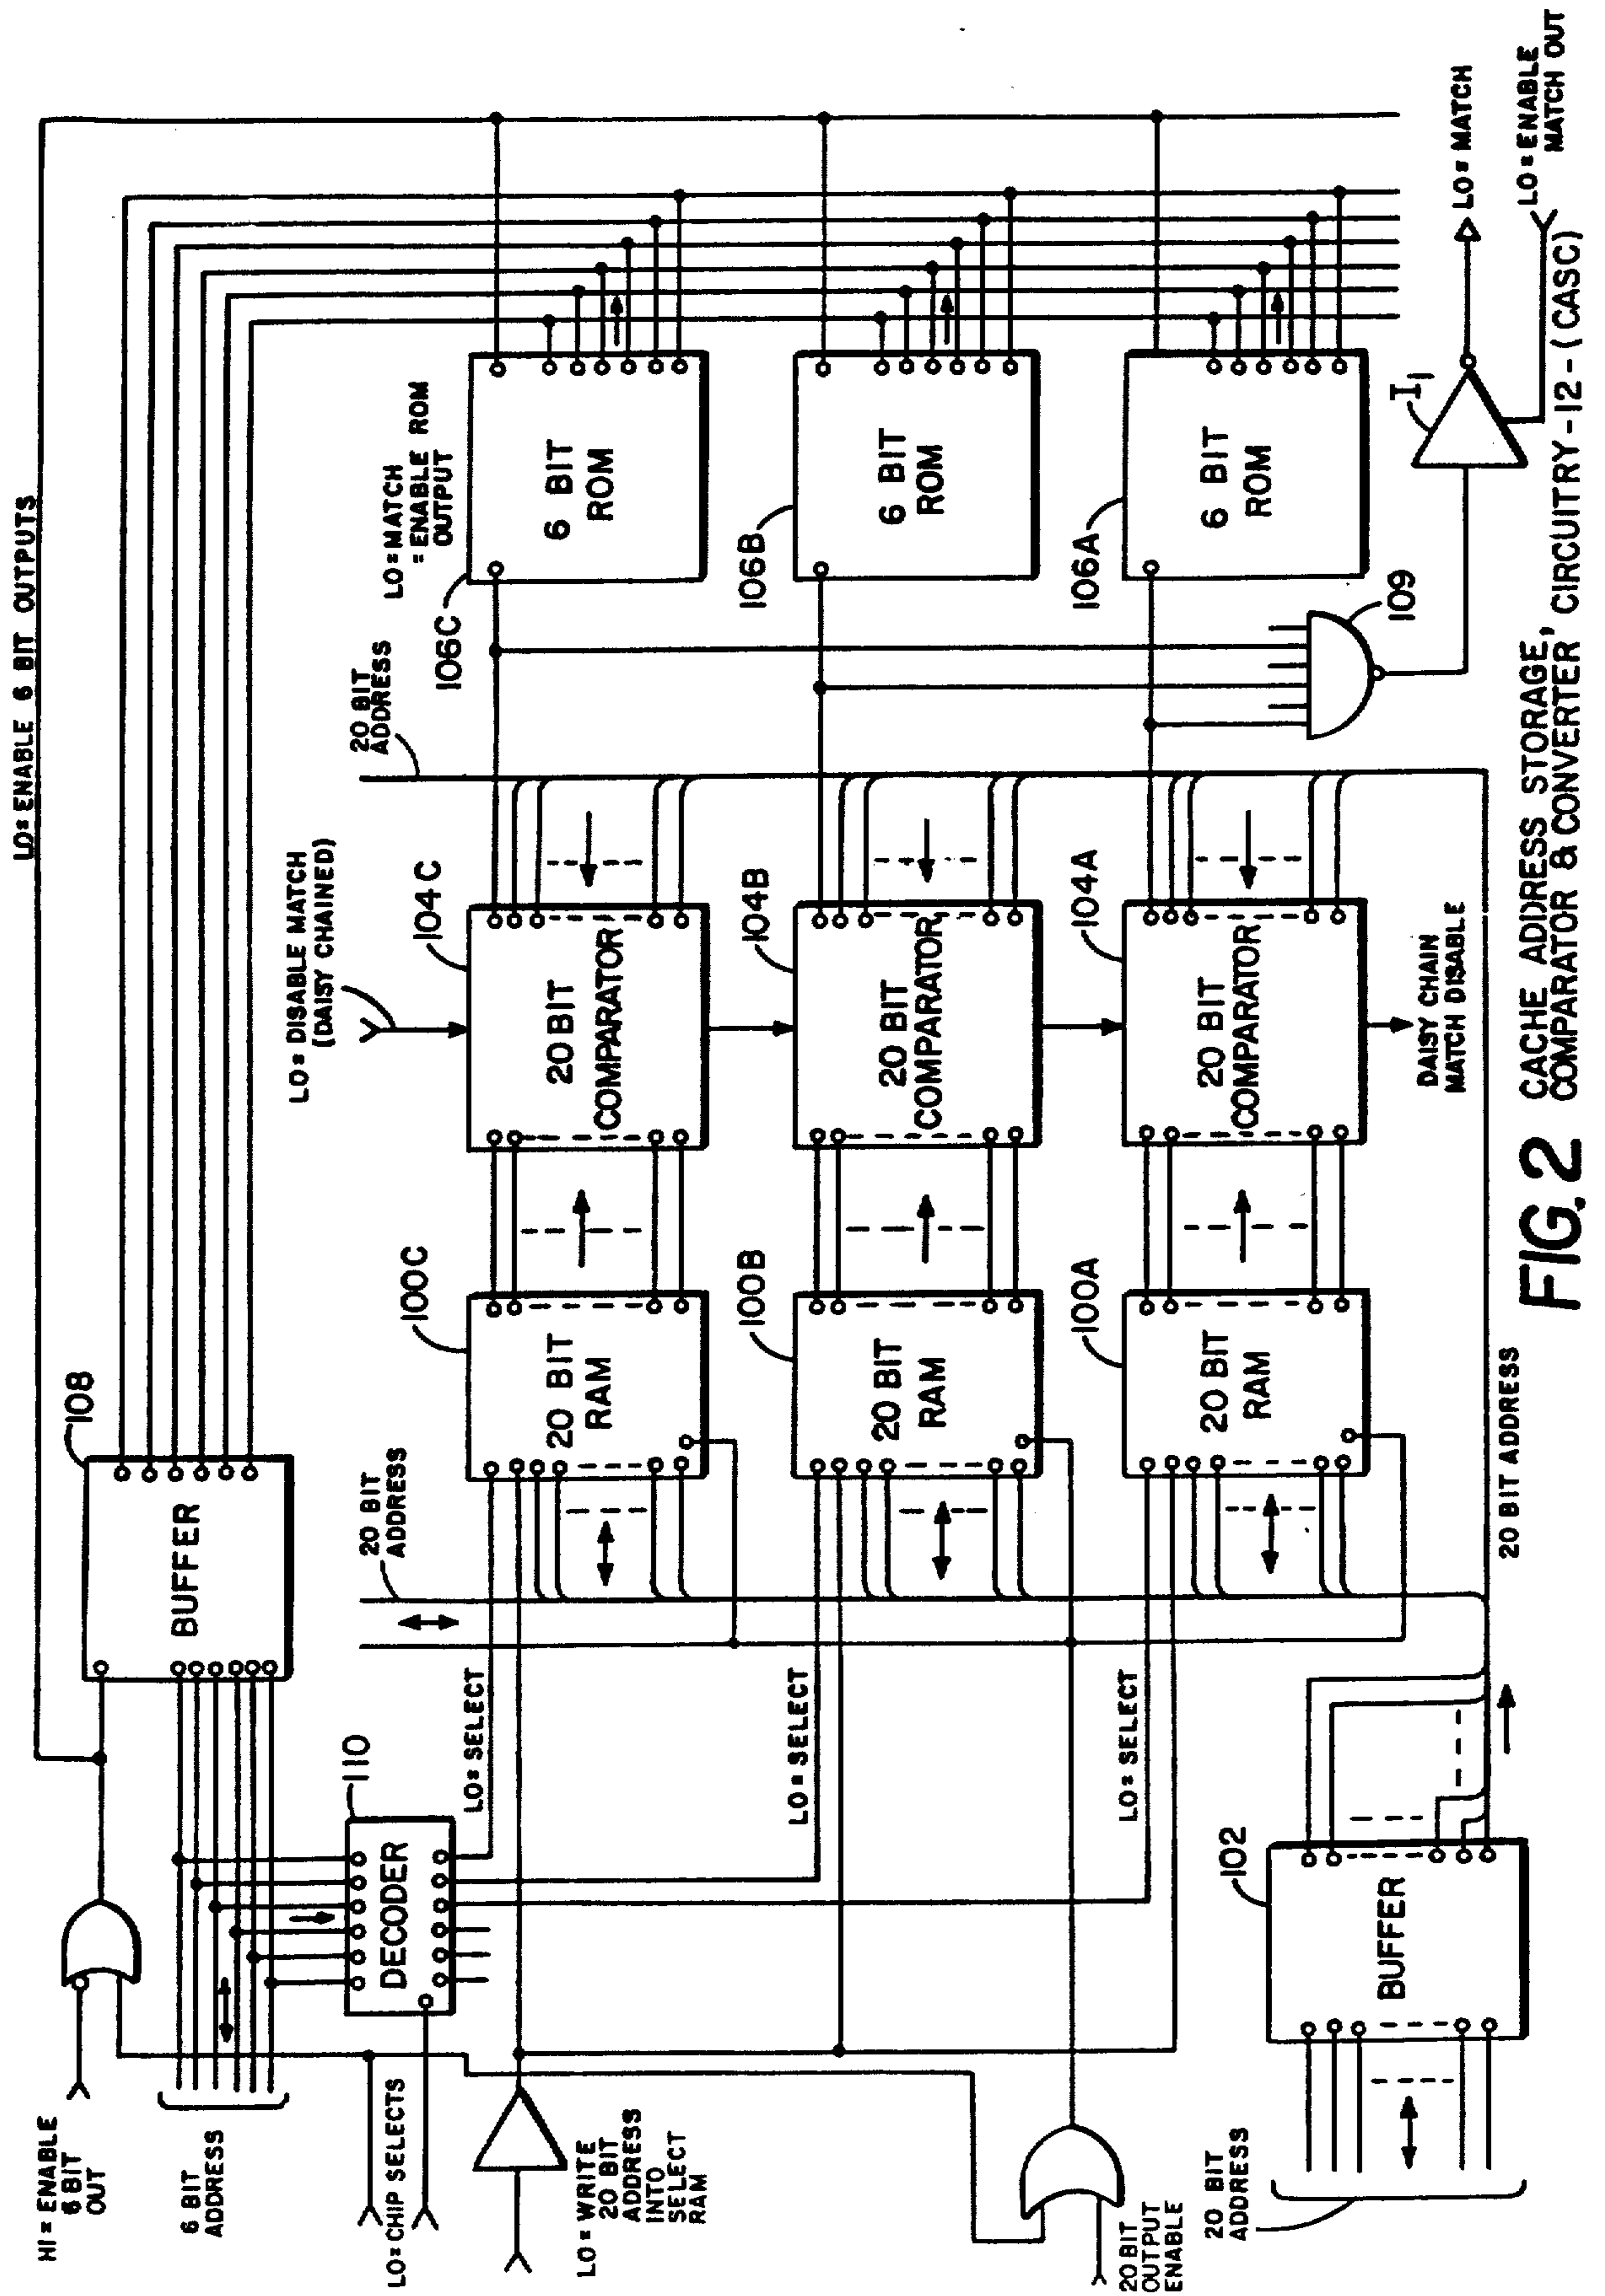 LO=ENABLE 6 BIT OUTPUTS
HI = ENABLE
6 BIT
OUT
6 BIT
ADDRESS
LO=CHIP SELECTS
LO=WRITE
20 BIT
ADDRESS
INTO
SELECT
RAM
20 BIT
OUTPUT
ENABLE
20 BIT
ADDRESS
108
BUFFER
110
DECODER
102
BUFFER
LO=SELECT
LO=SELECT
LO=SELECT
20 BIT
ADDRESS
100C
20 BIT
RAM
100B
20 BIT
RAM
100A
20 BIT
RAM
20 BIT ADDRESS
LO=DISABLE MATCH
(DAISY CHAINED)
104C
20 BIT
COMPARATOR
104B
20 BIT
COMPARATOR
104A
20 BIT
COMPARATOR
DAISY CHAIN
MATCH DISABLE
20 BIT
ADDRESS
LO=MATCH
=ENABLE ROM
OUTPUT
106C
6 BIT
ROM
106B
6 BIT
ROM
106A
6 BIT
ROM
109
I1
LO=MATCH
LO=ENABLE
MATCH OUT
FIG. 2
CACHE ADDRESS STORAGE,
COMPARATOR & CONVERTER, CIRCUITRY-12-(CASC)